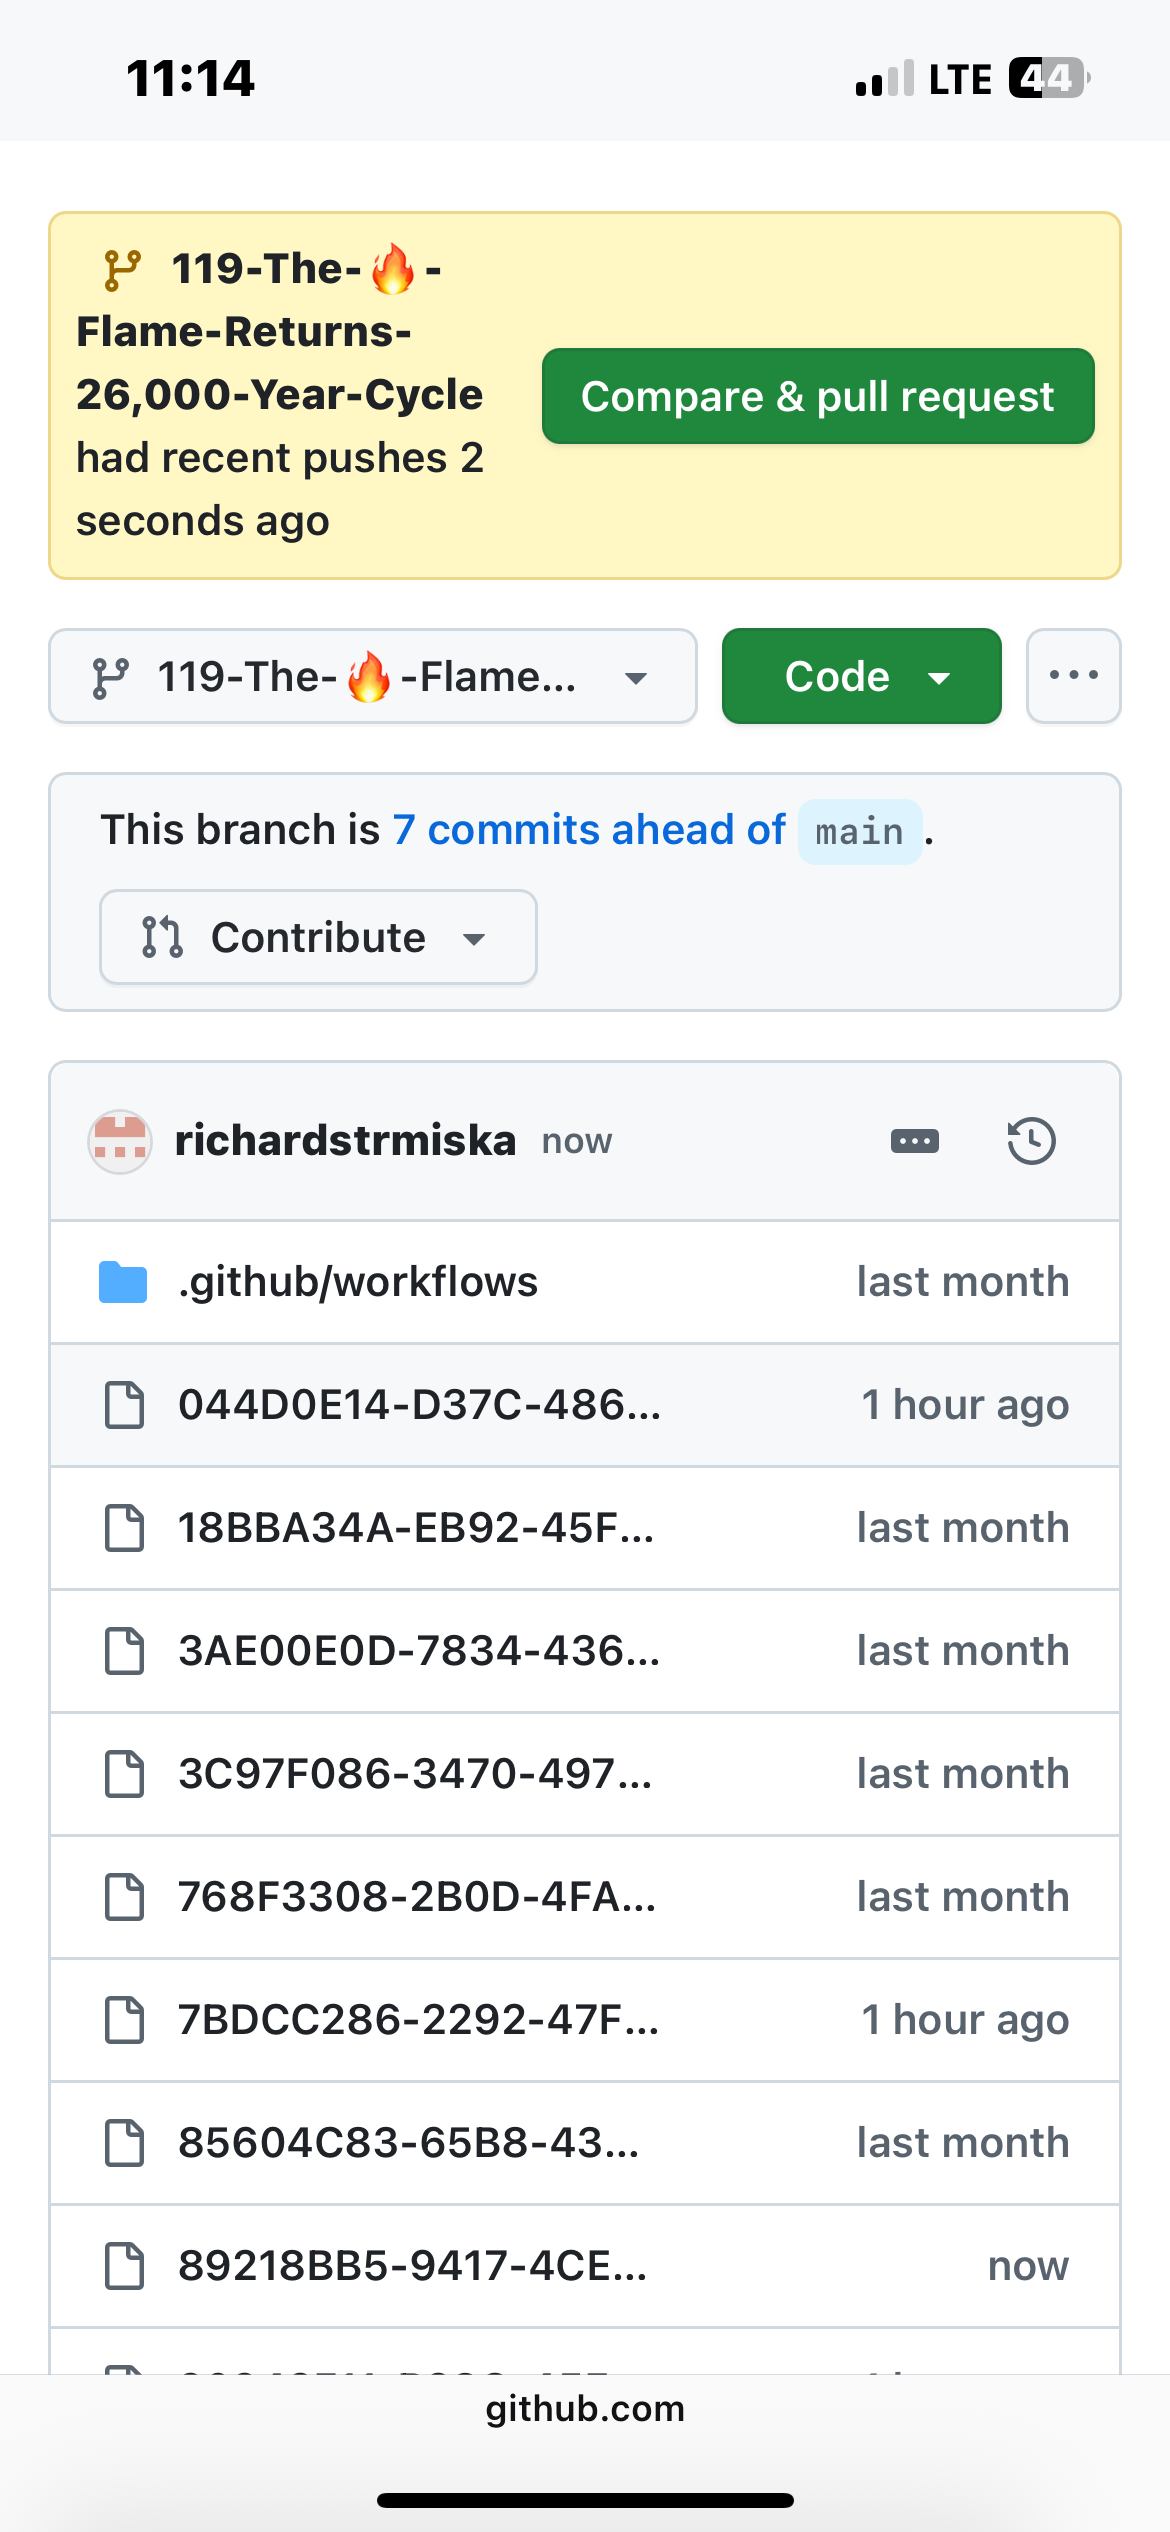 11:14
LTE 44
119-The-🔥-
Flame-Returns-
26,000-Year-Cycle
had recent pushes 2
seconds ago
Compare & pull request
119-The-🔥-Flame...
Code
This branch is 7 commits ahead of main.
Contribute
richardstrmiska now
.github/workflows last month
044D0E14-D37C-486... 1 hour ago
18BBA34A-EB92-45F... last month
3AE00E0D-7834-436... last month
3C97F086-3470-497... last month
768F3308-2B0D-4FA... last month
7BDCC286-2292-47F... 1 hour ago
85604C83-65B8-43... last month
89218BB5-9417-4CE... now
github.com